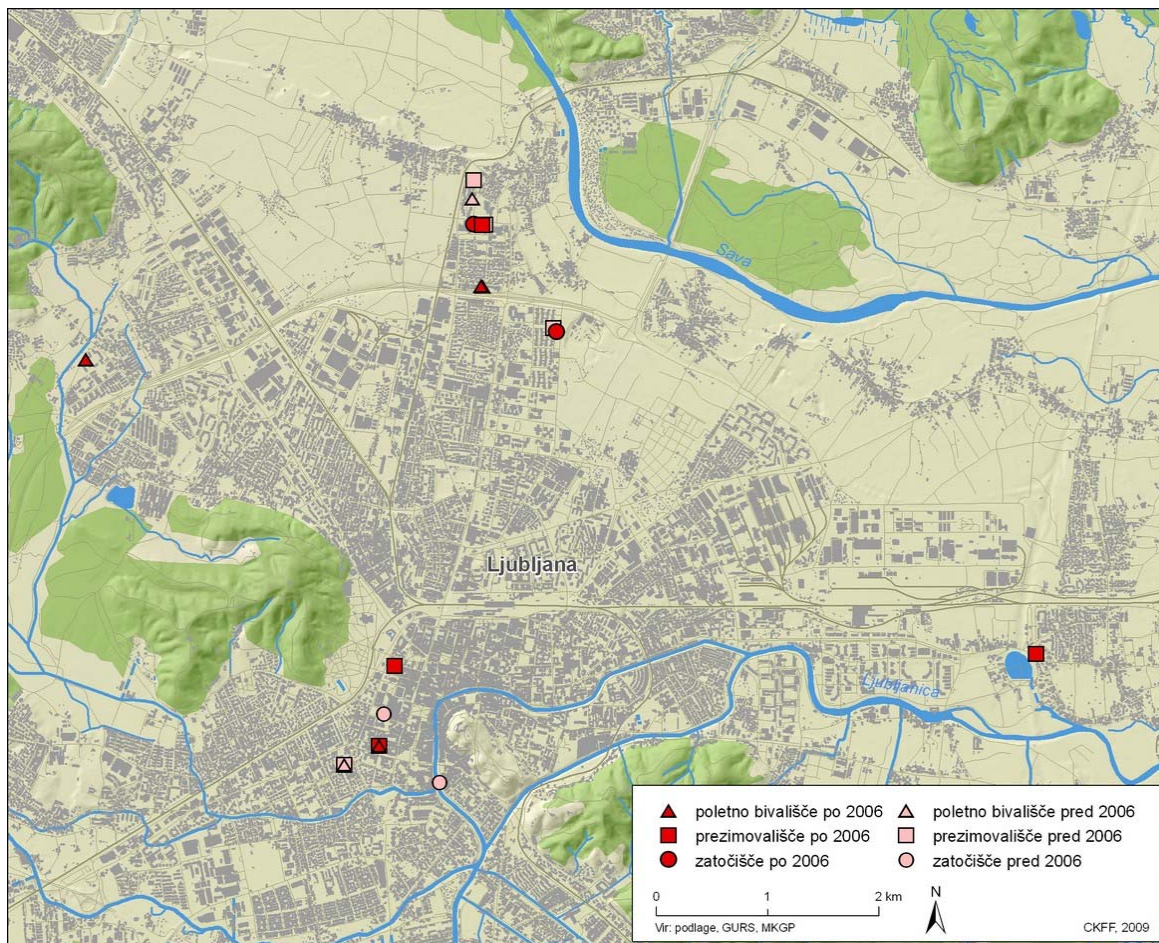 Sava
Ljubljana
Ljubljanica
poletno bivališče po 2006
poletno bivališče pred 2006
prezimovališče po 2006
prezimovališče pred 2006
zatočišče po 2006
zatočišče pred 2006
0 1 2 km
N
Vir: podlage, GURS, MKGP
CKFF, 2009